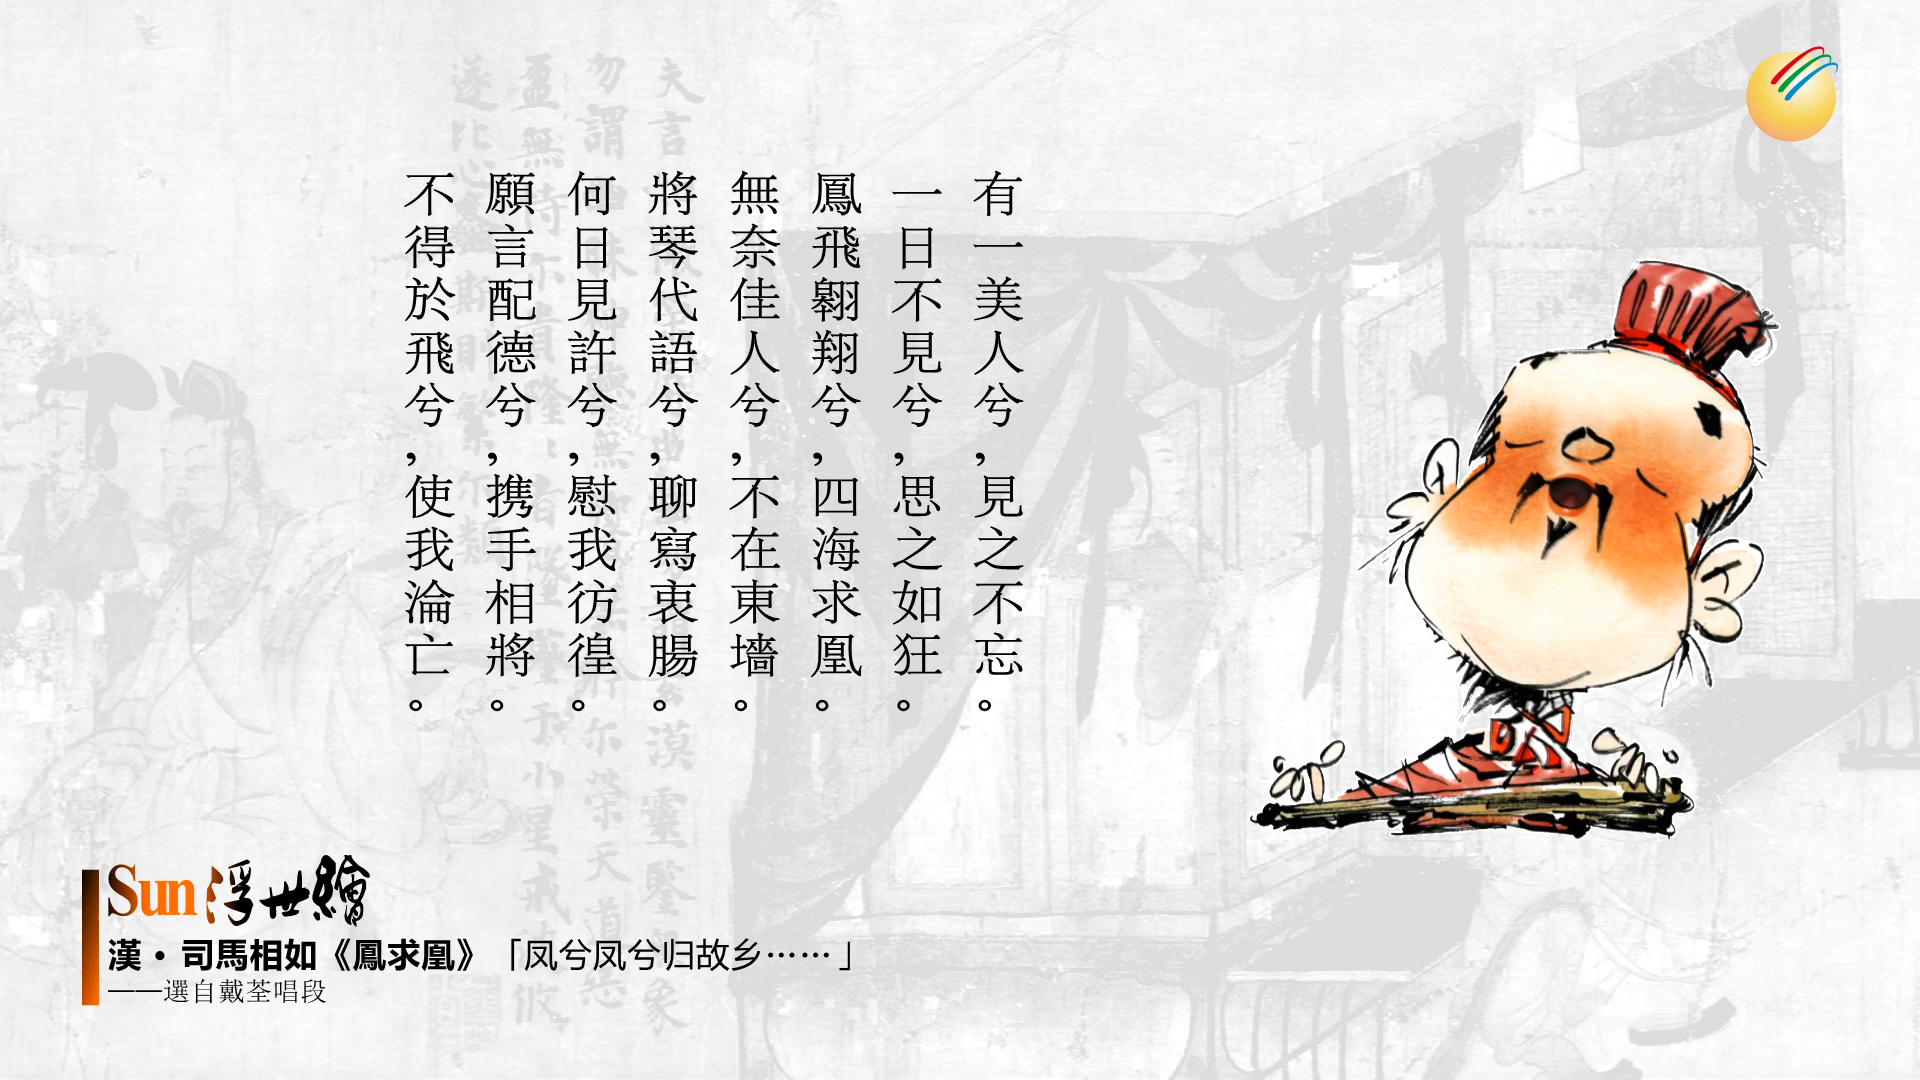 有一美人兮，見之不忘。
一日不見兮，思之如狂。
鳳飛翱翔兮，四海求凰。
無奈佳人兮，不在東墻。
將琴代語兮，聊寫衷腸。
何日見許兮，慰我彷徨。
願言配德兮，携手相將。
不得於飛兮，使我淪亡。
Sun浮世繪
漢·司馬相如《鳳求凰》「凤兮凤兮归故乡……」
——選自戴荃唱段